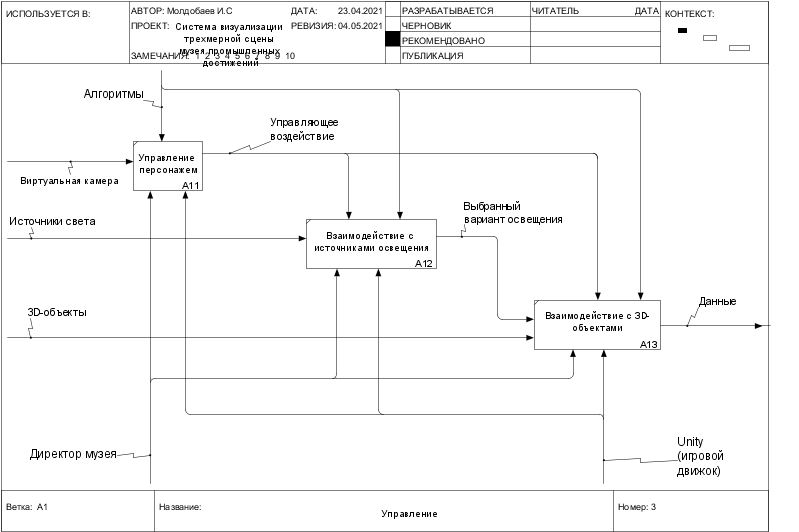 ИСПОЛЬЗУЕТСЯ В:
АВТОР: Молдобаев И.С
ДАТА: 23.04.2021
ПРОЕКТ: Система визуализации
трехмерной сцены
музея промышленных
достижений
РЕВИЗИЯ: 04.05.2021
ЗАМЕЧАНИЯ: 1 2 3 4 5 6 7 8 9 10
РАЗРАБАТЫВАЕТСЯ
ЧЕРНОВИК
РЕКОМЕНДОВАНО
ПУБЛИКАЦИЯ
ЧИТАТЕЛЬ
ДАТА
КОНТЕКСТ:
Алгоритмы
Управляющее
воздействие
Управление
персонажем
A11
Виртуальная камера
Источники света
Выбранный
вариант освещения
Взаимодействие с
источниками освещения
A12
3D-объекты
Данные
Взаимодействие с 3D-
объектами
A13
Директор музея
Unity
(игровой
движок)
Ветка: A1
Название:
Управление
Номер: 3